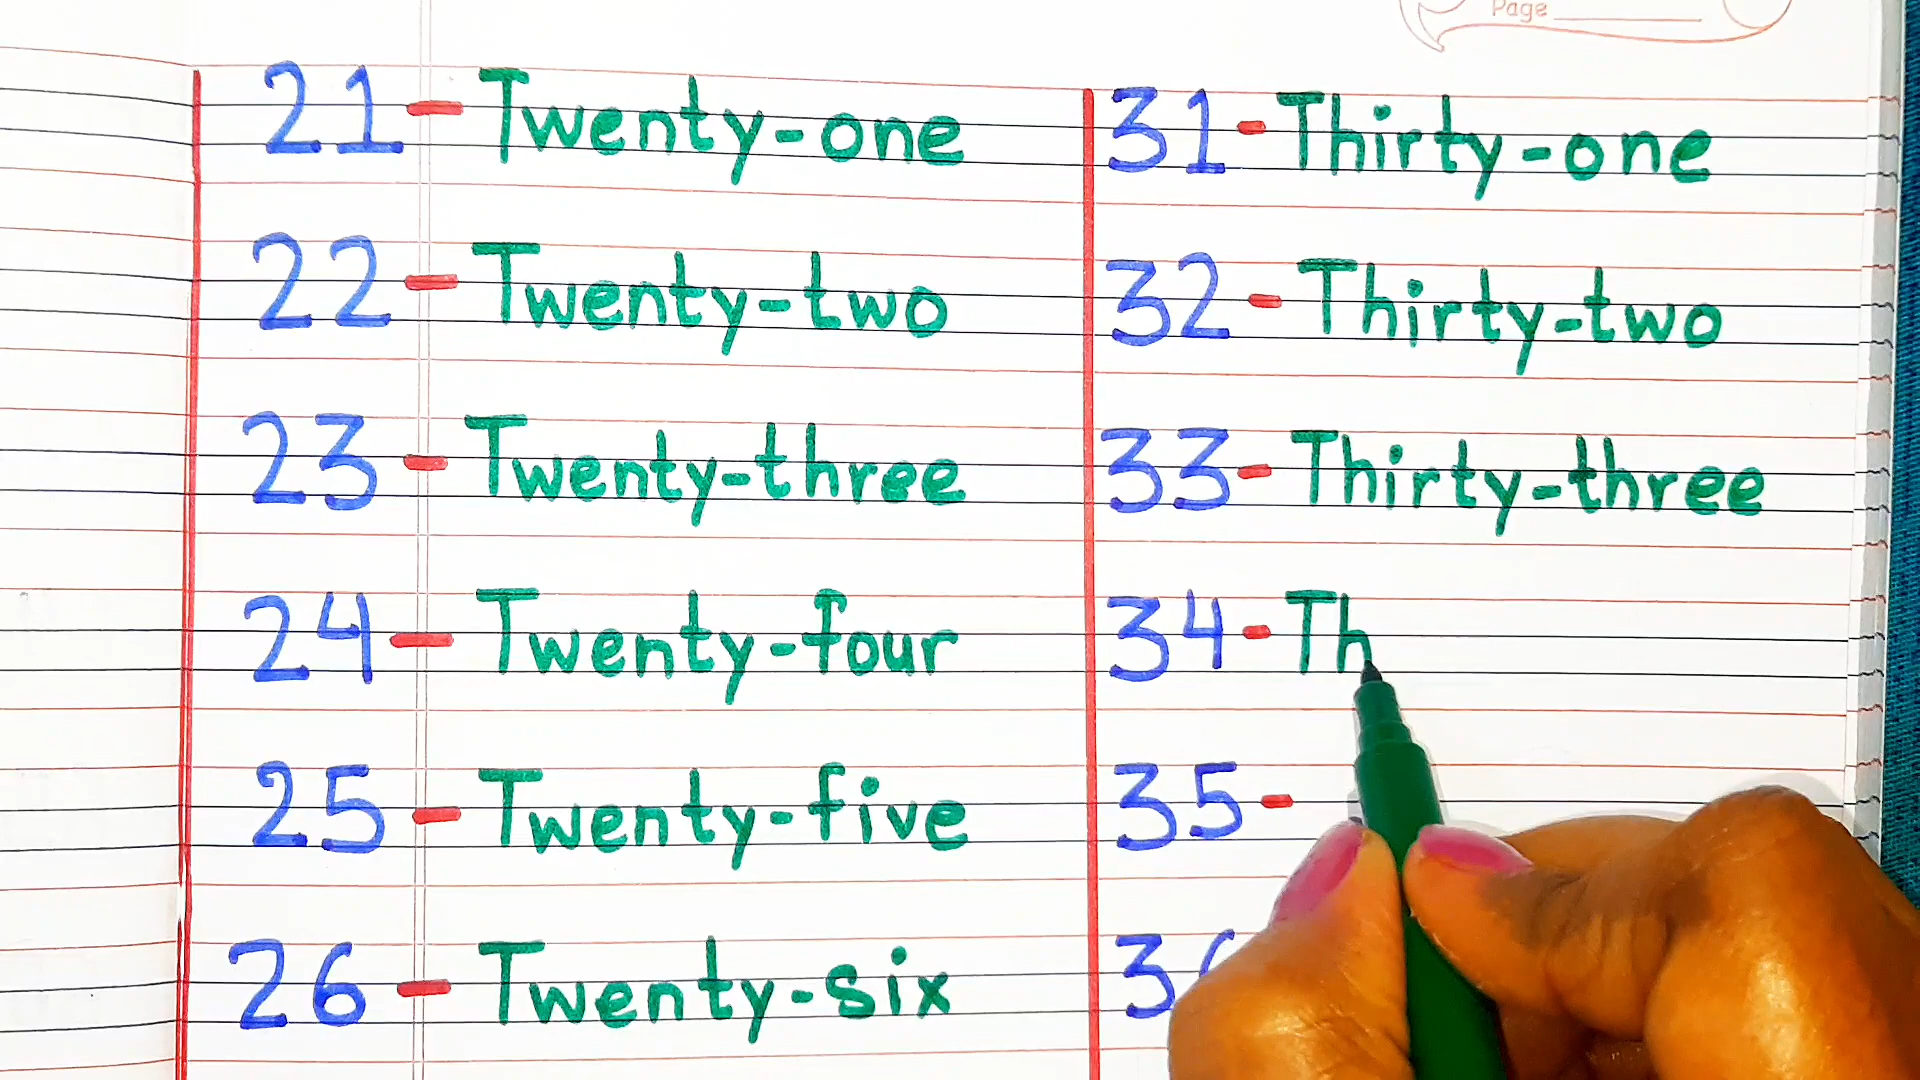 Page
21 - Twenty-one
22 - Twenty-two
23 - Twenty-three
24 - Twenty-four
25 - Twenty-five
26 - Twenty-six
31 - Thirty-one
32 - Thirty-two
33 - Thirty-three
34 - Th
35 -